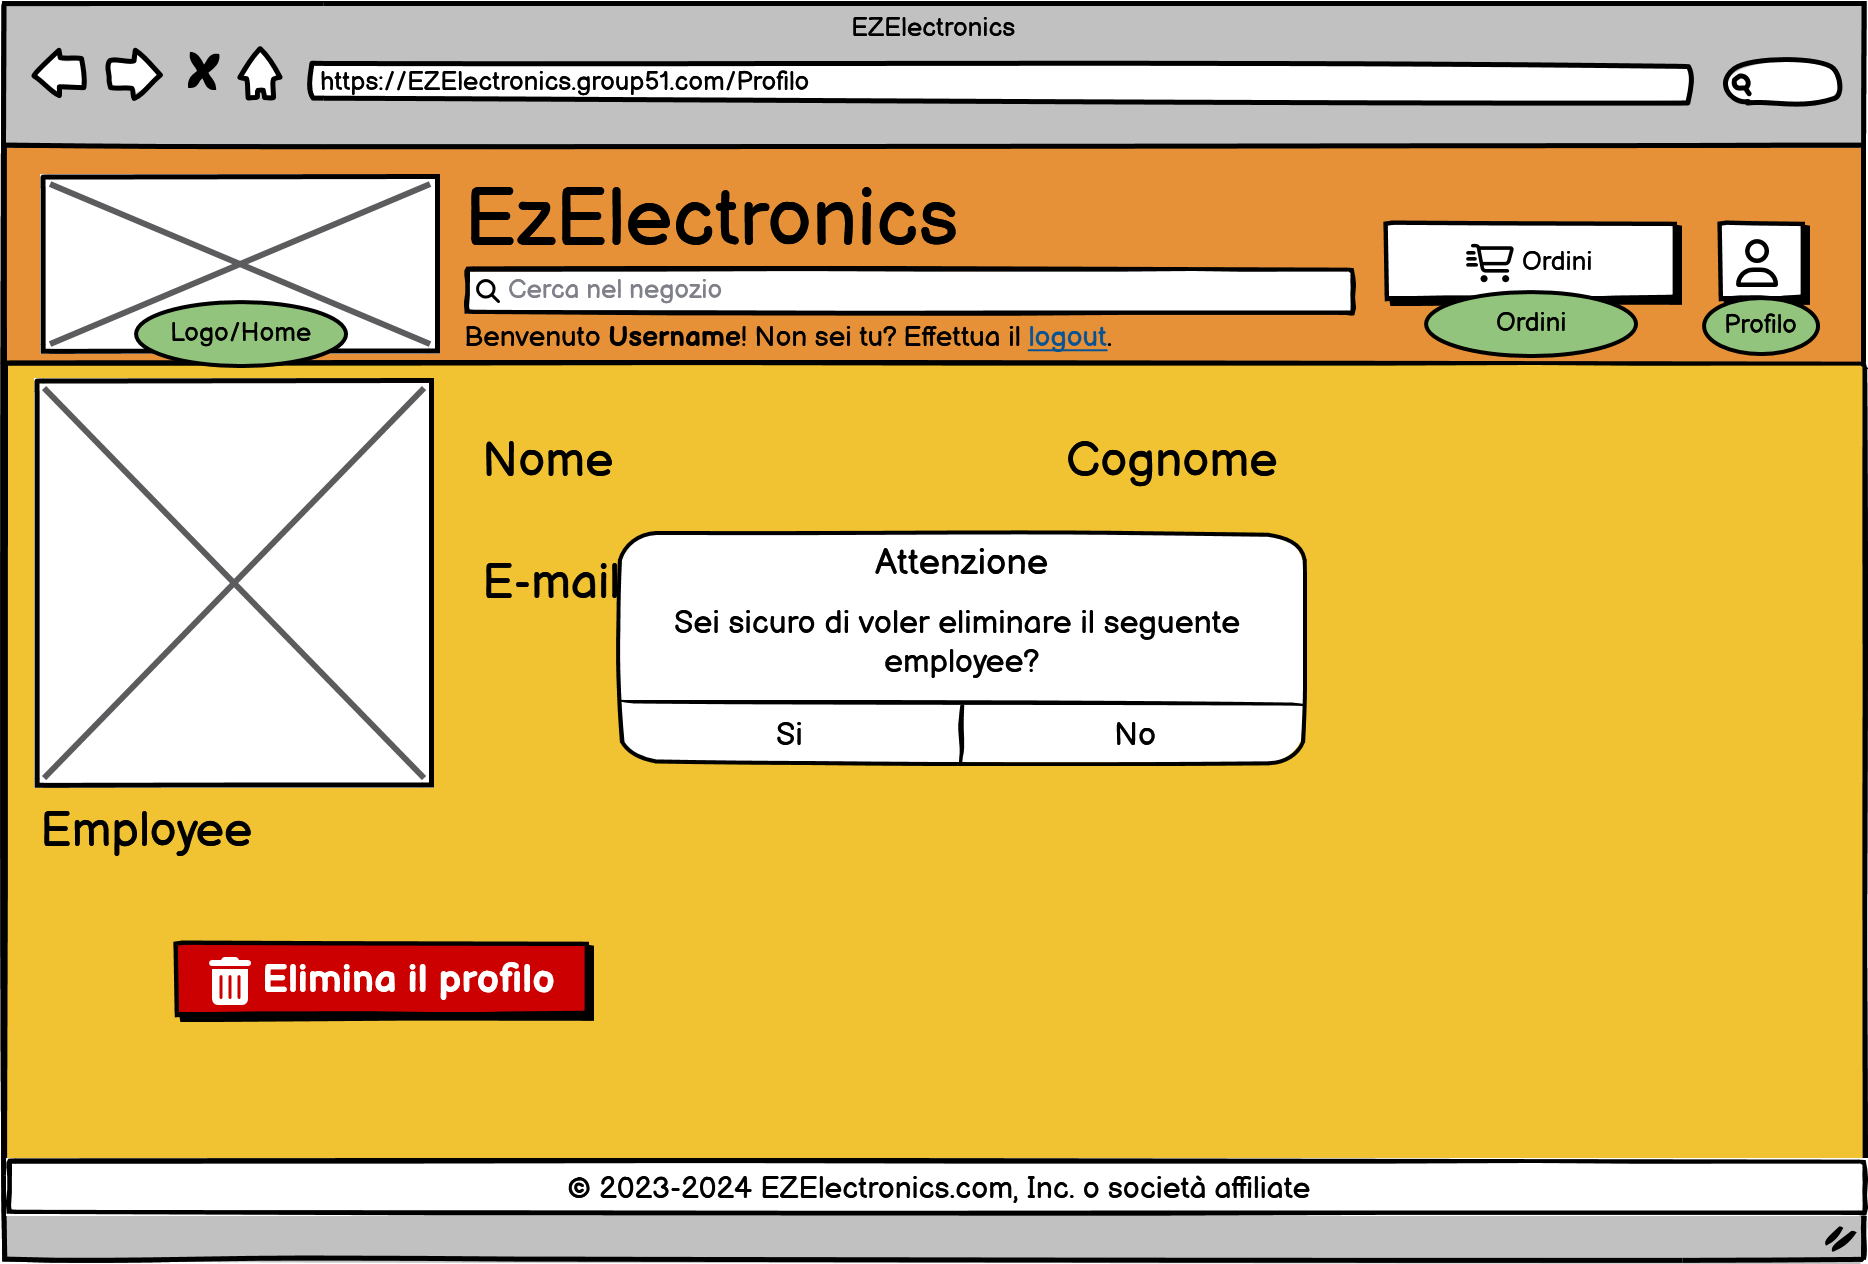 EZElectronics
https://EZElectronics.group51.com/Profilo
EzElectronics
Cerca nel negozio
Benvenuto Username! Non sei tu? Effettua il logout.
Logo/Home
Ordini
Ordini
Profilo
Nome
Cognome
E-mail
Attenzione
Sei sicuro di voler eliminare il seguente
employee?
Si
No
Employee
Elimina il profilo
© 2023-2024 EZElectronics.com, Inc. o società affiliate